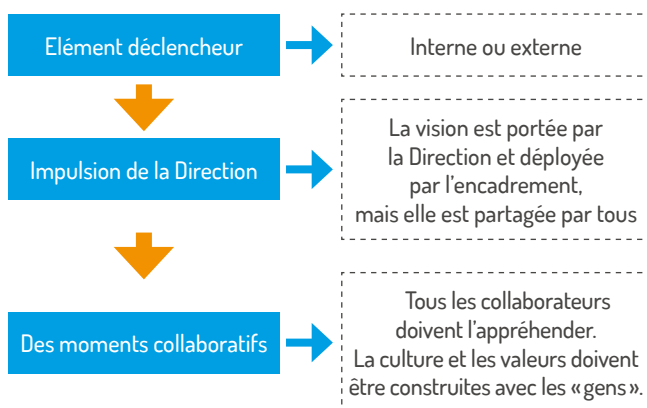 Elément déclencheur
Interne ou externe
Impulsion de la Direction
La vision est portée par
la Direction et déployée
par l'encadrement,
mais elle est partagée par tous
Des moments collaboratifs
Tous les collaborateurs
doivent l'appréhender.
La culture et les valeurs doivent
être construites avec les «gens».